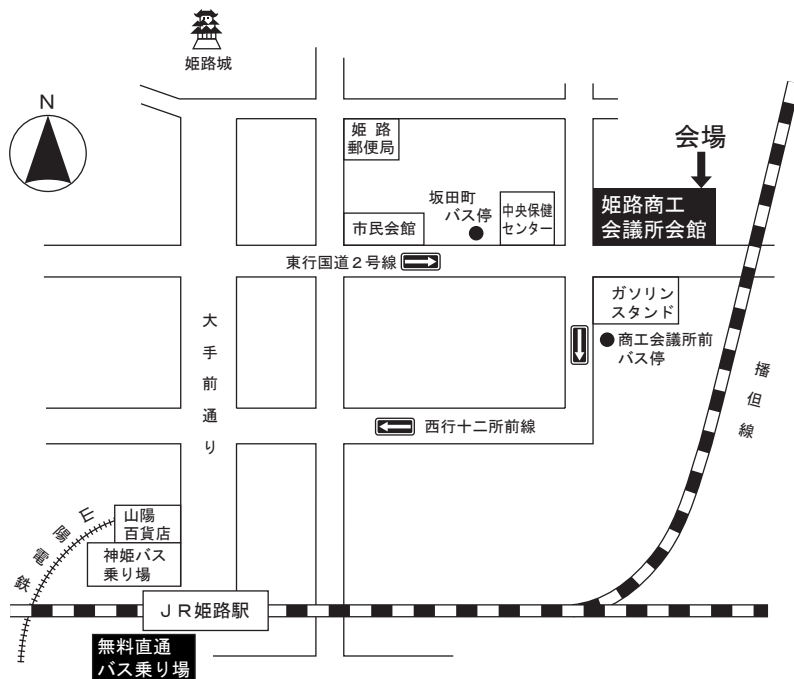 姫路城
N
姫 路
郵便局
会場
坂田町
バス停
中央保健
センター
姫路商工
会議所会館
市民会館
東行国道2号線
ガソリン
スタンド
商工会議所前
バス停
大手前通り
播但線
西行十二所前線
山陽電鉄
山陽
百貨店
神姫バス
乗り場
JR姫路駅
無料直通
バス乗り場